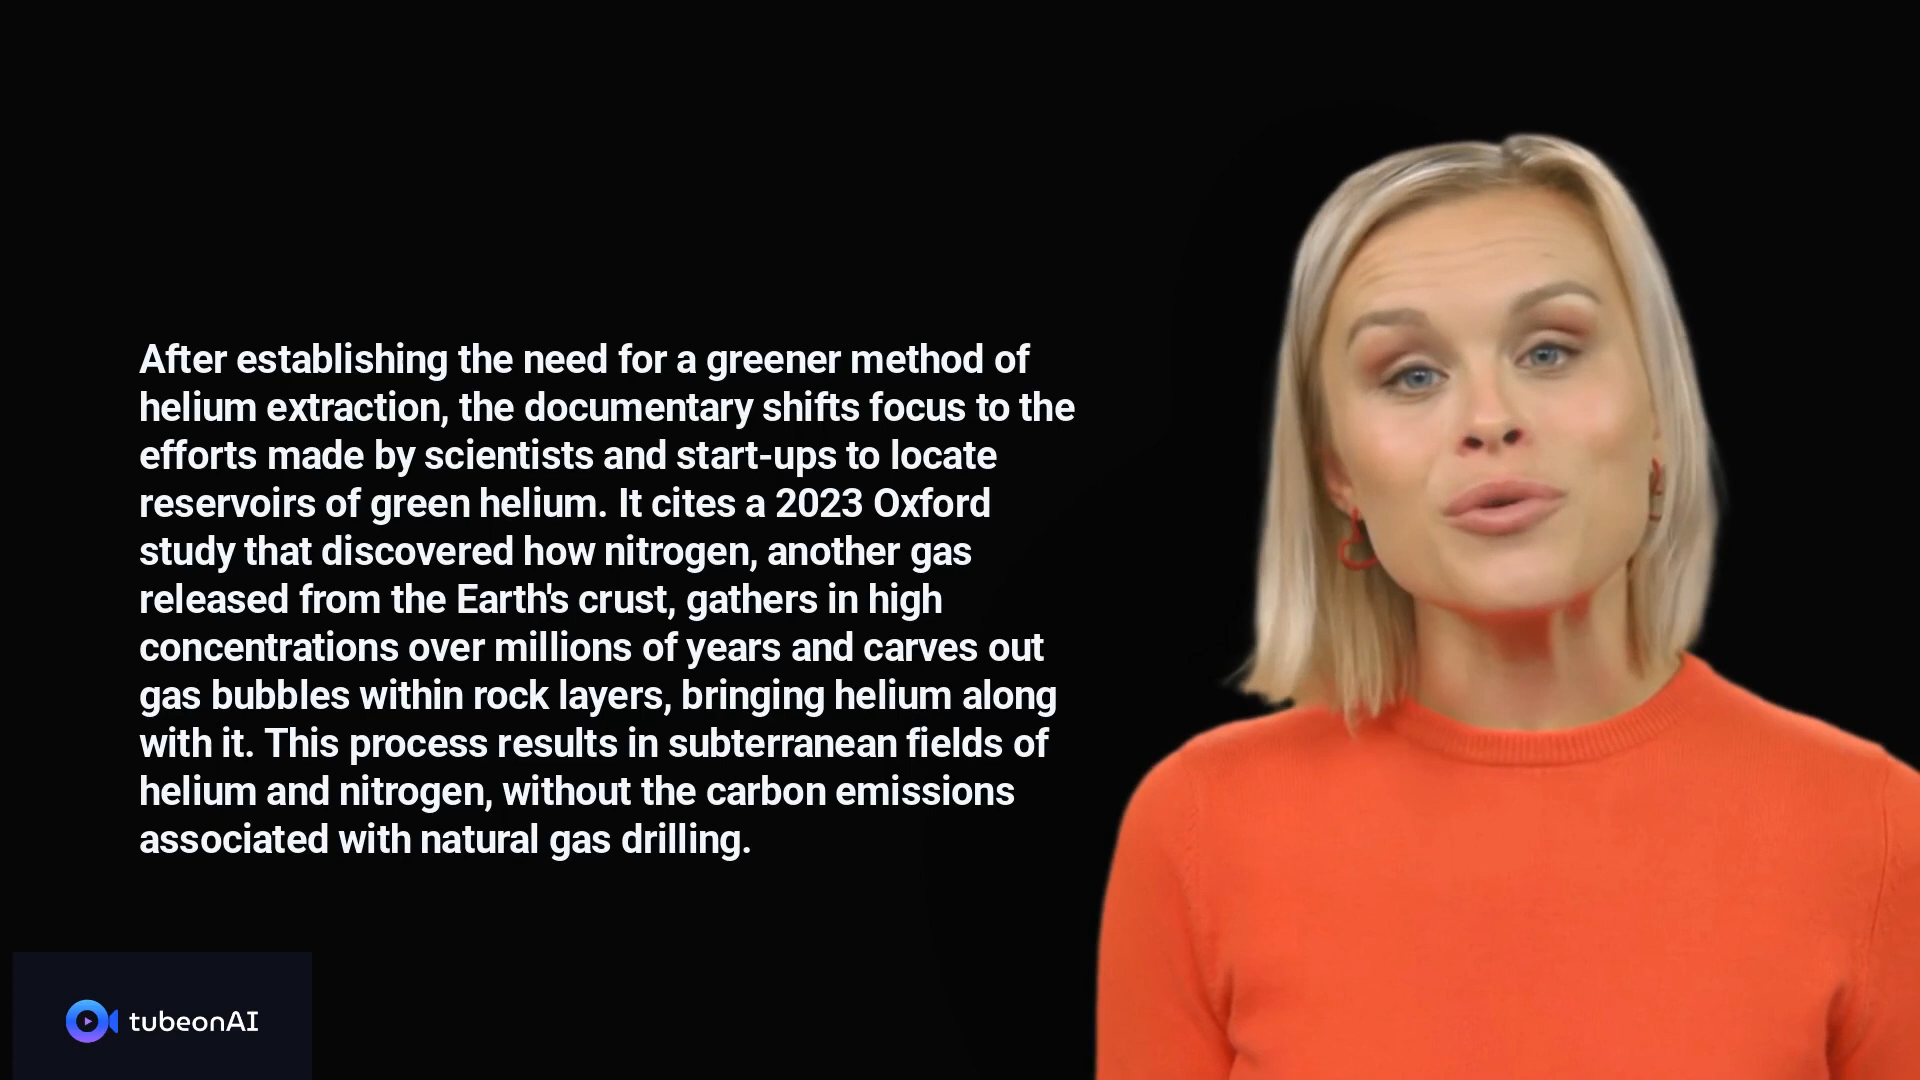 After establishing the need for a greener method of
helium extraction, the documentary shifts focus to the
efforts made by scientists and start-ups to locate
reservoirs of green helium. It cites a 2023 Oxford
study that discovered how nitrogen, another gas
released from the Earth's crust, gathers in high
concentrations over millions of years and carves out
gas bubbles within rock layers, bringing helium along
with it. This process results in subterranean fields of
helium and nitrogen, without the carbon emissions
associated with natural gas drilling.
tubeonAI